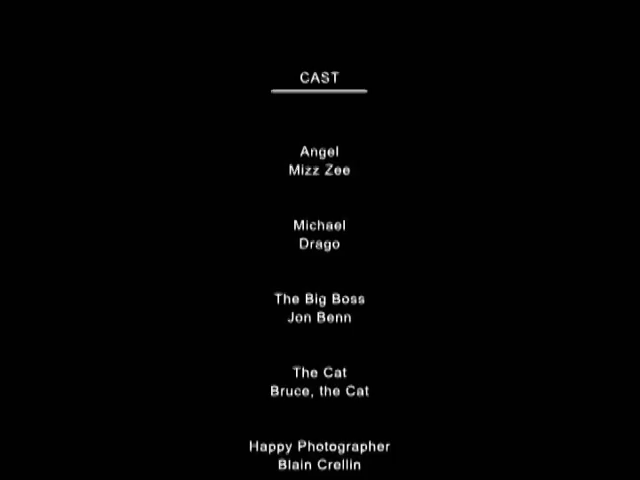 CAST
Angel
Mizz Zee
Michael
Drago
The Big Boss
Jon Benn
The Cat
Bruce, the Cat
Happy Photographer
Blain Crellin